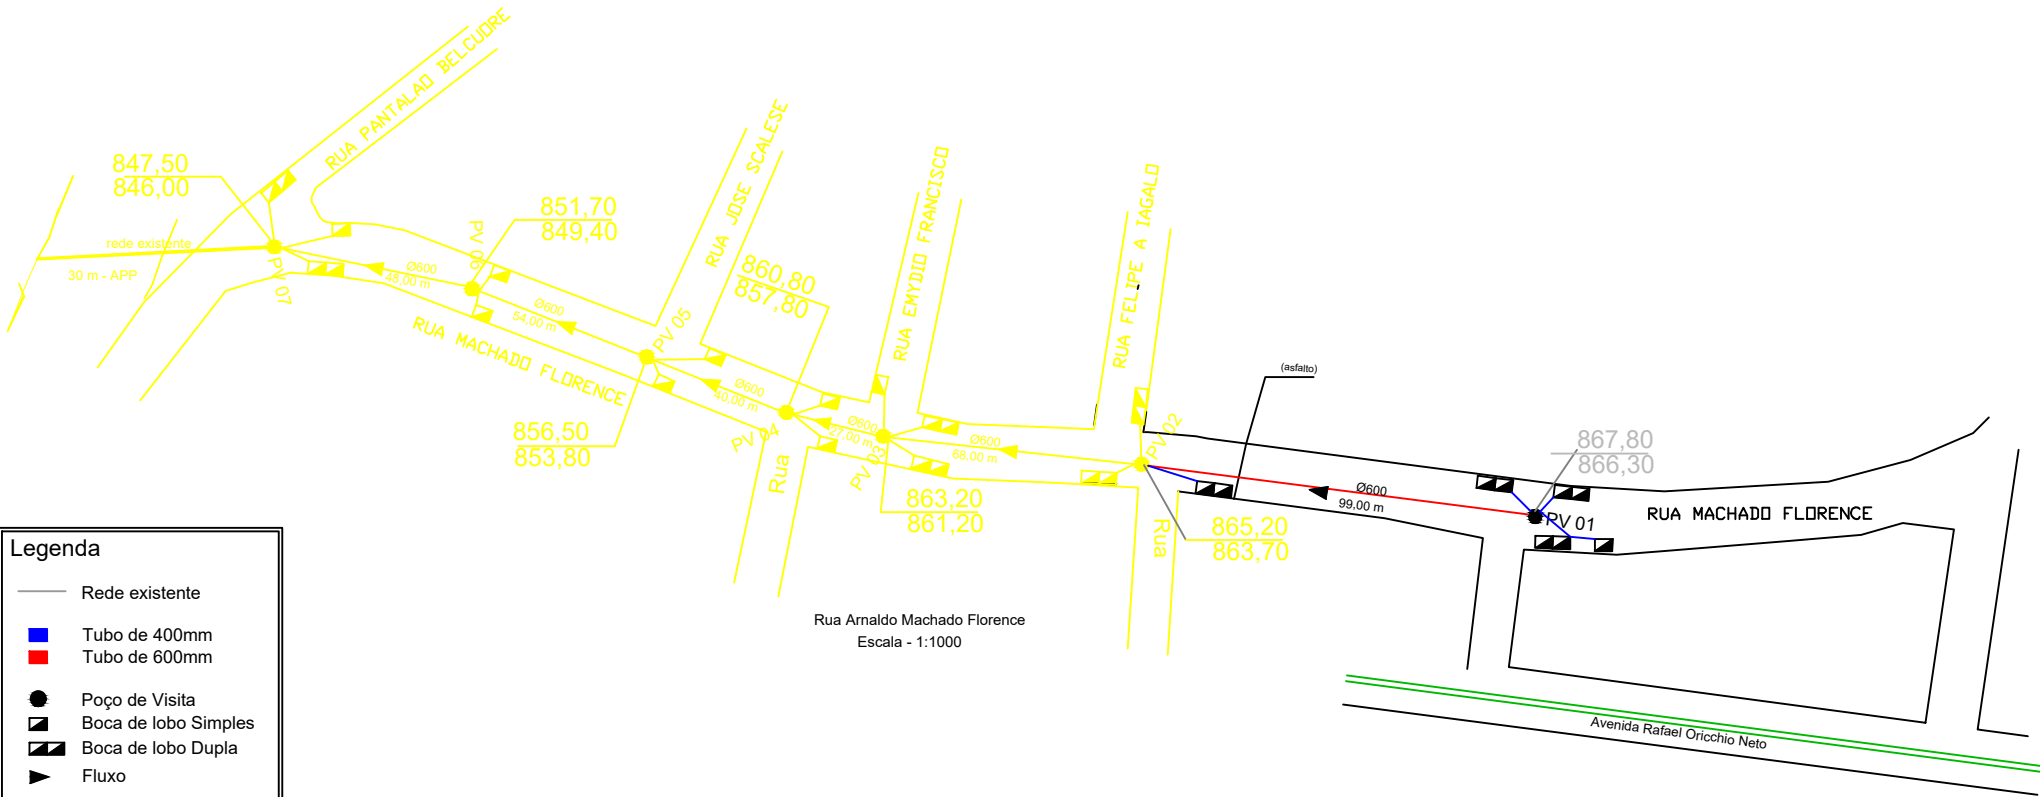 RUA PANTALAO BELCUORE
847,50
846,00
rede existente
30 m - APP
PV 07
Ø600
45,00 m
PV 06
851,70
849,40
Ø600
54,00 m
RUA MACHADO FLORENCE
RUA JOSE SCALESE
PV 05
856,50
853,80
Ø600
40,00 m
860,80
857,80
PV 04
Rua
Ø600
27,00 m
RUA EMYDIO FRANCISCO
PV 03
863,20
861,20
Ø600
68,00 m
RUA FELIPE A IAGALO
PV 02
865,20
863,70
Rua
(asfalto)
Ø600
99,00 m
867,80
866,30
PV 01
RUA MACHADO FLORENCE
Avenida Rafael Oricchio Neto
Rua Arnaldo Machado Florence
Escala - 1:1000
Legenda
Rede existente
Tubo de 400mm
Tubo de 600mm
Poço de Visita
Boca de lobo Simples
Boca de lobo Dupla
Fluxo